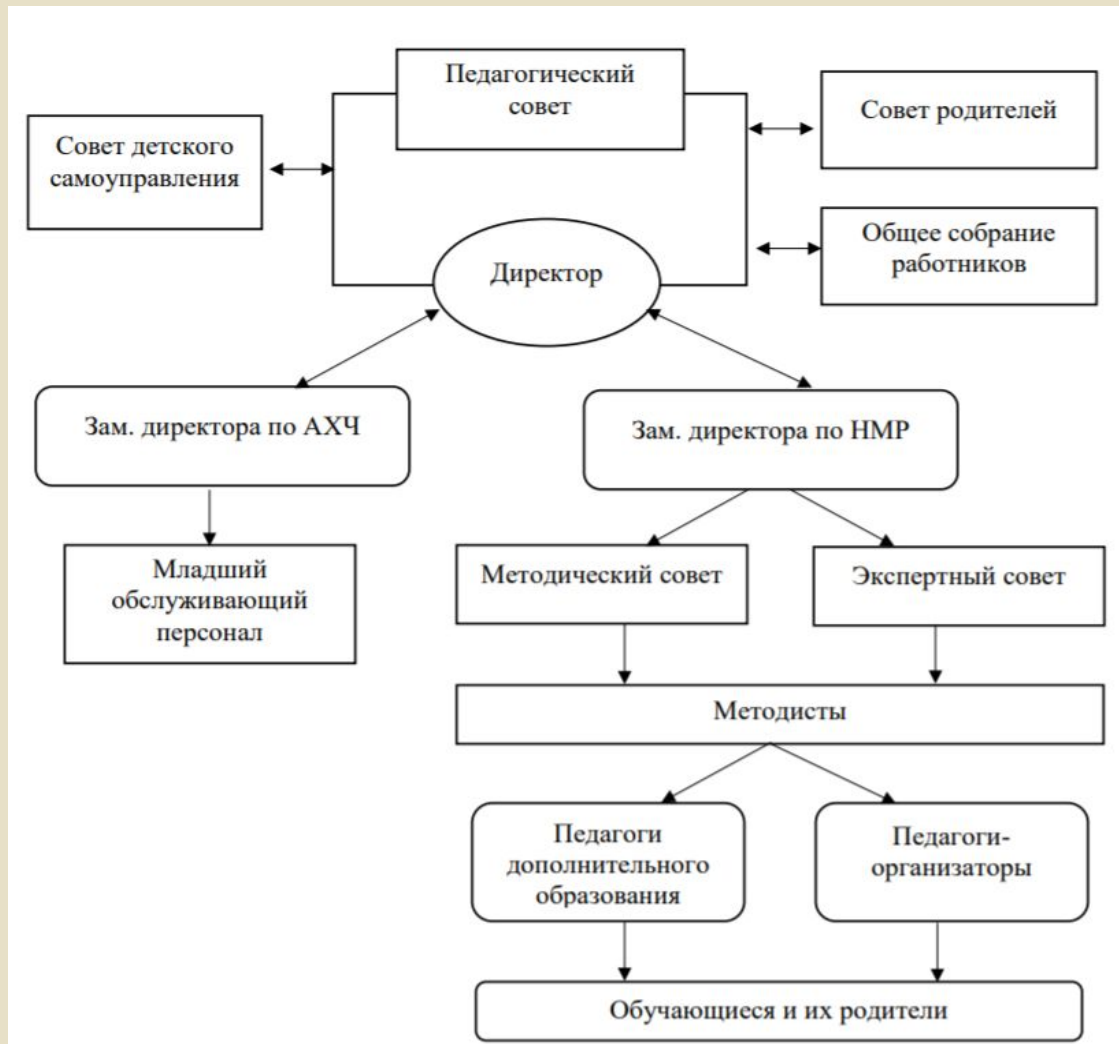 Педагогический
совет
Совет родителей
Совет детского
самоуправления
Общее собрание
работников
Директор
Зам. директора по АХЧ
Зам. директора по НМР
Младший
обслуживающий
персонал
Методический совет
Экспертный совет
Методисты
Педагоги
дополнительного
образования
Педагоги-
организаторы
Обучающиеся и их родители